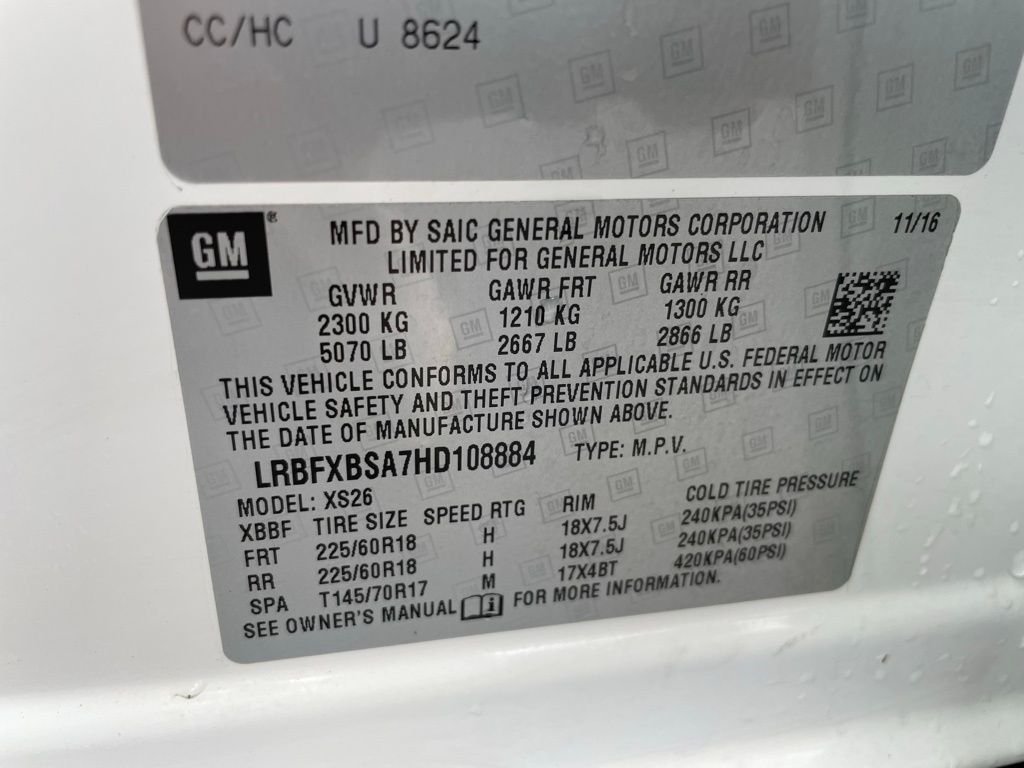 CC/HC U 8624
GM® MFD BY SAIC GENERAL MOTORS CORPORATION 11/16
LIMITED FOR GENERAL MOTORS LLC
GVWR GAWR FRT GAWR RR
2300 KG 1210 KG 1300 KG
5070 LB 2667 LB 2866 LB
THIS VEHICLE CONFORMS TO ALL APPLICABLE U.S. FEDERAL MOTOR
VEHICLE SAFETY AND THEFT PREVENTION STANDARDS IN EFFECT ON
THE DATE OF MANUFACTURE SHOWN ABOVE.
LRBFXBSA7HD108884 TYPE: M.P.V.
MODEL: XS26
XBBF TIRE SIZE SPEED RTG RIM COLD TIRE PRESSURE
FRT 225/60R18 H 18X7.5J 240KPA(35PSI)
RR 225/60R18 H 18X7.5J 240KPA(35PSI)
SPA T145/70R17 M 17X4BT 420KPA(60PSI)
SEE OWNER'S MANUAL FOR MORE INFORMATION.